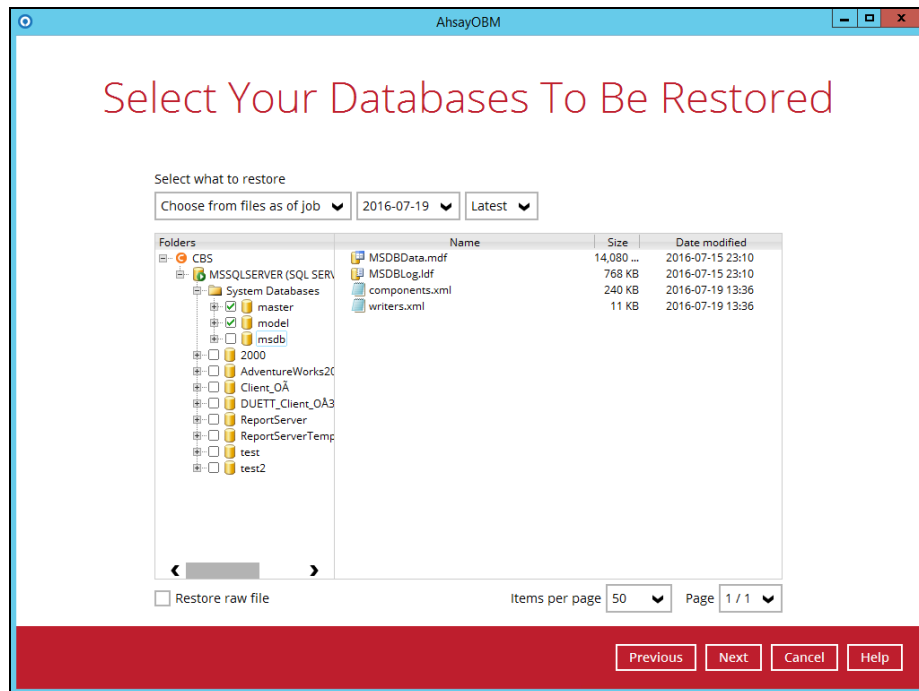 AhsayOBM
Select Your Databases To Be Restored
Select what to restore
Choose from files as of job 2016-07-19 Latest
Folders Name Size Date modified
CBS
MSSQLSERVER (SQL SERV
System Databases
master
model
msdb
2000
AdventureWorks20
Client_OÃ
DUETT_Client_OÅ3
ReportServer
ReportServerTemp
test
test2
MSDBData.mdf 14,080 ... 2016-07-15 23:10
MSDBLog.ldf 768 KB 2016-07-15 23:10
components.xml 240 KB 2016-07-19 13:36
writers.xml 11 KB 2016-07-19 13:36
Restore raw file Items per page 50 Page 1 / 1
Previous Next Cancel Help